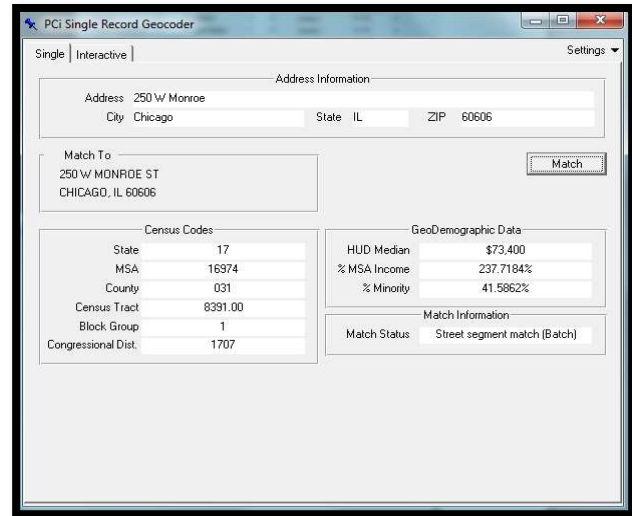 PCi Single Record Geocoder
Single Interactive Settings
Address Information
Address 250 W Monroe
City Chicago State IL ZIP 60606
Match To
250 W MONROE ST
CHICAGO, IL 60606
Match
Census Codes
State 17
MSA 16974
County 031
Census Tract 8391.00
Block Group 1
Congressional Dist. 1707
GeoDemographic Data
HUD Median $73,400
% MSA Income 237.7184%
% Minority 41.5862%
Match Information
Match Status Street segment match (Batch)